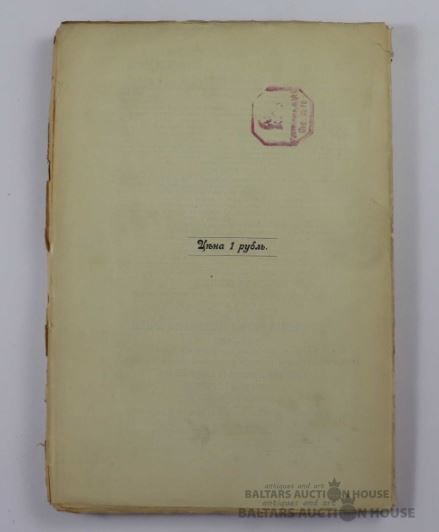 Цѣна 1 рубль.
antiques and art
BALTARS AUCTION HOUSE
antiques and art
BALTARS AUCTION HOUSE